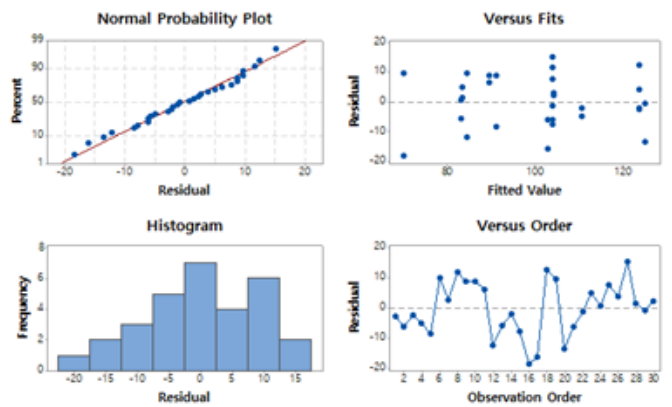 Normal Probability Plot
Percent
99
90
50
10
1
-20
-10
0
10
20
Residual
Versus Fits
Residual
20
10
0
-10
-20
80
100
120
Fitted Value
Histogram
Frequency
8
6
4
2
0
-20
-15
-10
-5
0
5
10
15
Residual
Versus Order
Residual
20
10
0
-10
-20
2 4 6 8 10 12 14 16 18 20 22 24 26 28 30
Observation Order